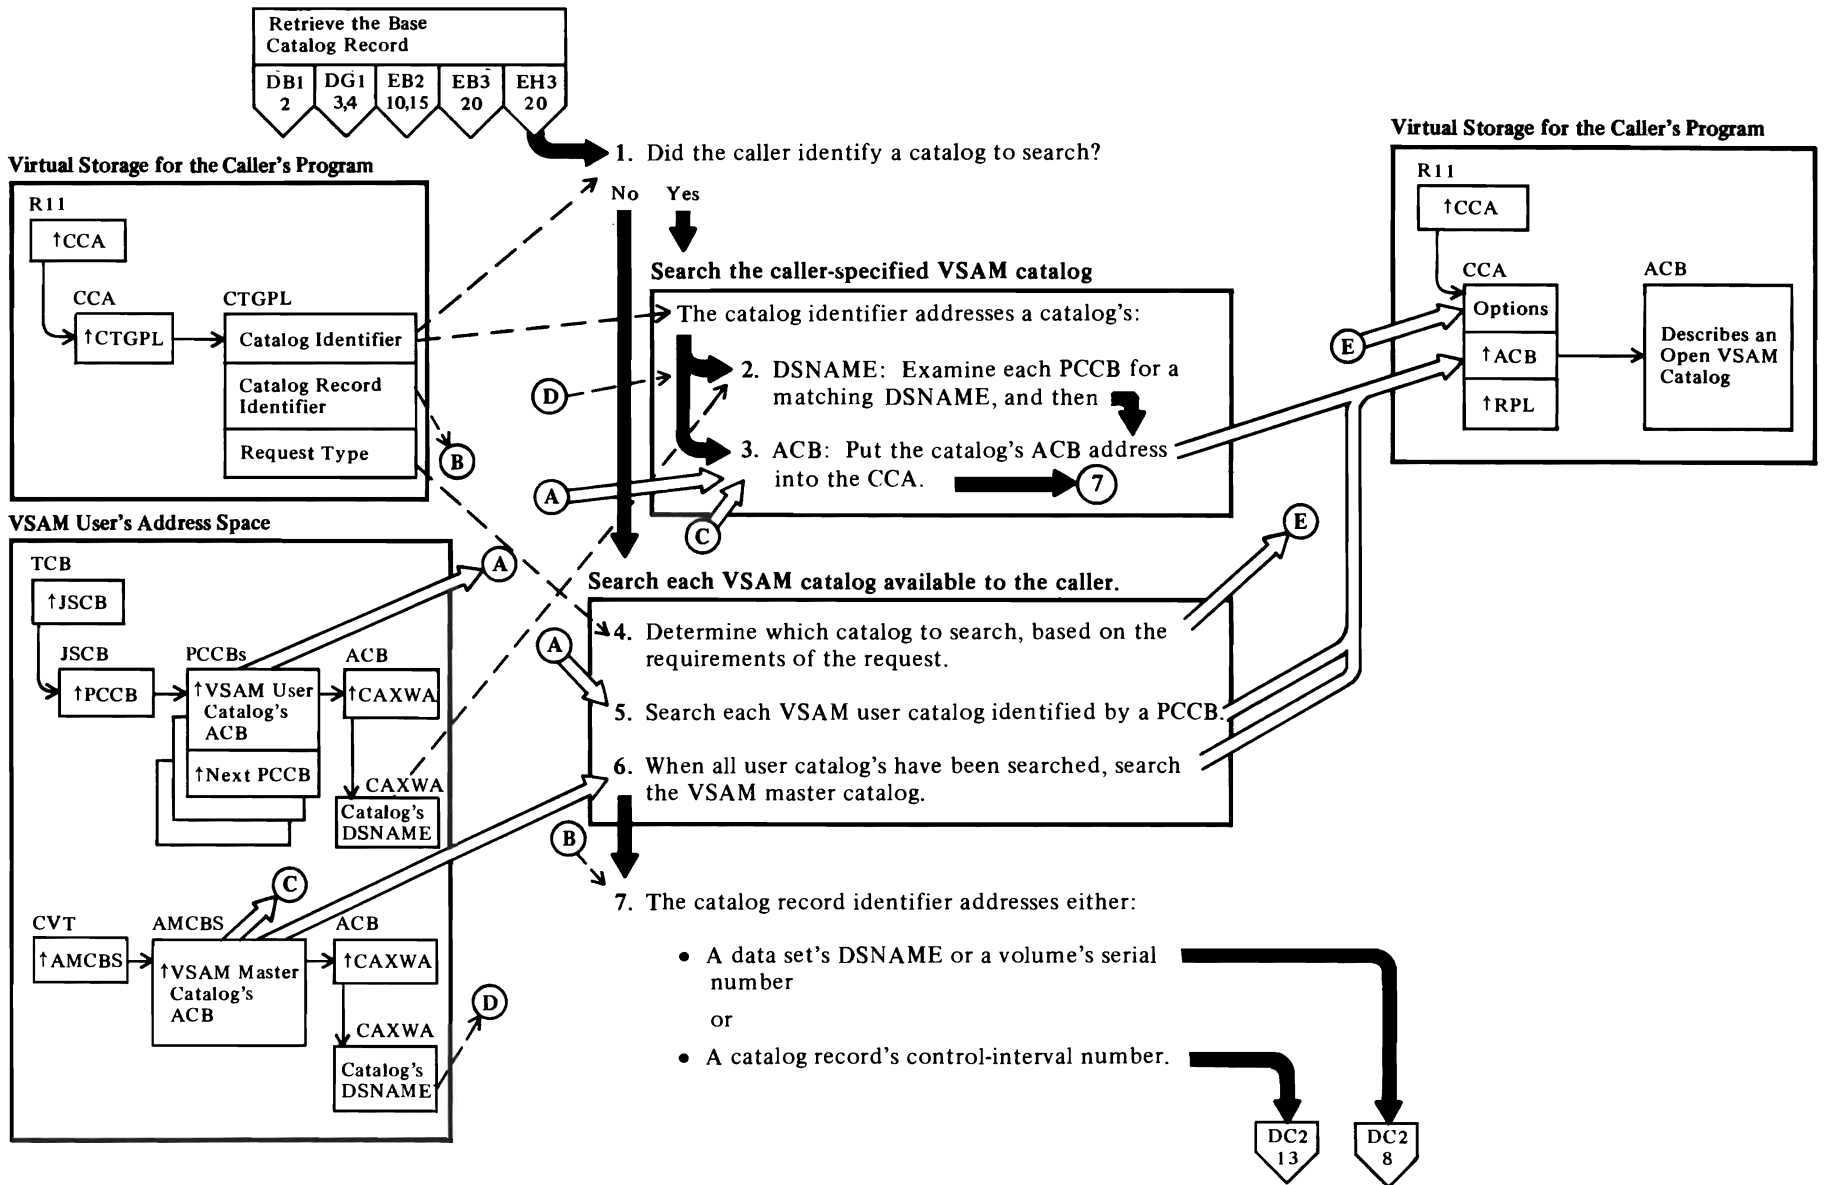 Retrieve the Base
Catalog Record
DB1
2
DG1
3,4
EB2
10,15
EB3
20
EH3
20
1. Did the caller identify a catalog to search?
No
Yes
Virtual Storage for the Caller's Program
R11
↑CCA
CCA
↑CTGPL
CTGPL
Catalog Identifier
Catalog Record
Identifier
Request Type
B
Search the caller-specified VSAM catalog
The catalog identifier addresses a catalog's:
D
2. DSNAME: Examine each PCCB for a
matching DSNAME, and then
3. ACB: Put the catalog's ACB address
into the CCA.
7
A
C
Virtual Storage for the Caller's Program
R11
↑CCA
CCA
Options
↑ACB
↑RPL
E
ACB
Describes an
Open VSAM
Catalog
VSAM User's Address Space
TCB
↑JSCB
JSCB
↑PCCB
PCCBs
↑VSAM User
Catalog's
ACB
↑Next PCCB
ACB
↑CAXWA
CAXWA
Catalog's
DSNAME
A
C
CVT
↑AMCBS
AMCBS
↑VSAM Master
Catalog's
ACB
ACB
↑CAXWA
CAXWA
Catalog's
DSNAME
D
E
Search each VSAM catalog available to the caller.
4. Determine which catalog to search, based on the
requirements of the request.
A
5. Search each VSAM user catalog identified by a PCCB.
6. When all user catalog's have been searched, search
the VSAM master catalog.
B
7. The catalog record identifier addresses either:
• A data set's DSNAME or a volume's serial
number
or
• A catalog record's control-interval number.
DC2
13
DC2
8